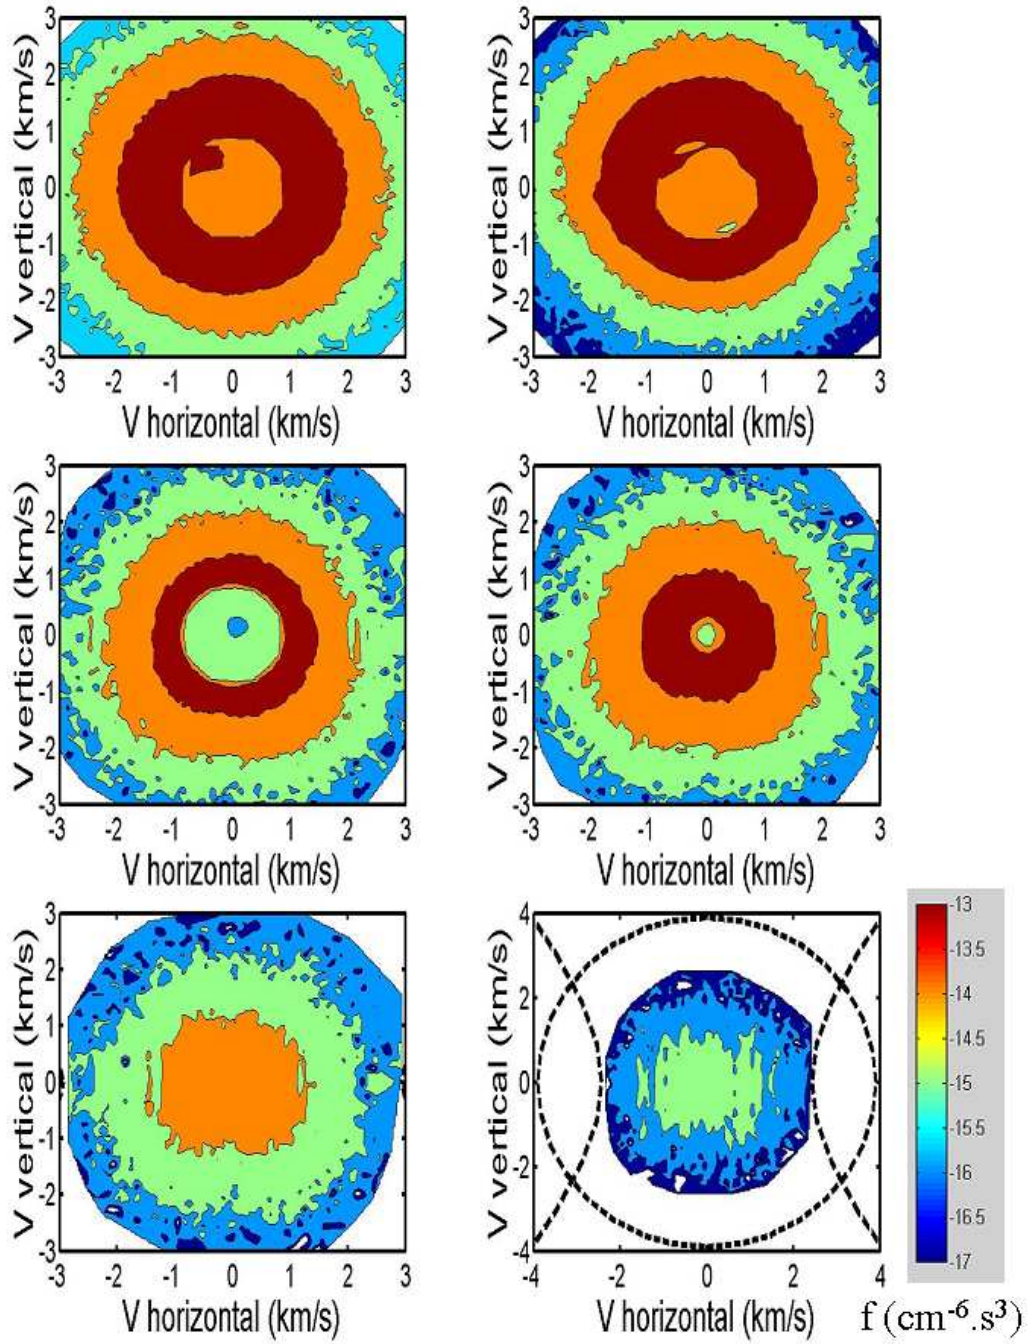 V vertical (km/s)
3
2
1
0
-1
-2
-3
-3 -2 -1 0 1 2 3
V horizontal (km/s)
V vertical (km/s)
3
2
1
0
-1
-2
-3
-3 -2 -1 0 1 2 3
V horizontal (km/s)
V vertical (km/s)
3
2
1
0
-1
-2
-3
-3 -2 -1 0 1 2 3
V horizontal (km/s)
V vertical (km/s)
3
2
1
0
-1
-2
-3
-3 -2 -1 0 1 2 3
V horizontal (km/s)
V vertical (km/s)
3
2
1
0
-1
-2
-3
-3 -2 -1 0 1 2 3
V horizontal (km/s)
V vertical (km/s)
4
2
0
-2
-4
-4 -2 0 2 4
V horizontal (km/s)
-13
-13.5
-14
-14.5
-15
-15.5
-16
-16.5
-17
f (cm⁻⁶.s³)